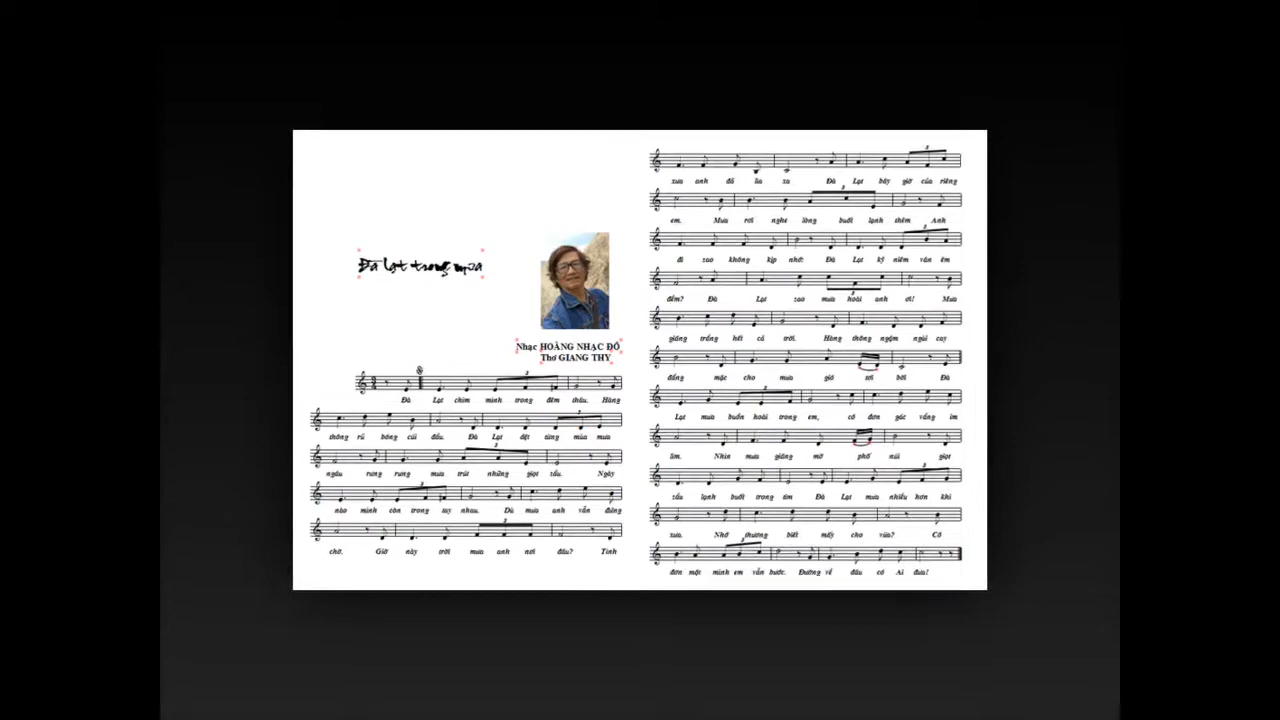 Đà lạt trong mưa
Nhạc HOÀNG NHẠC ĐÔ
Thơ GIANG THY
Đà Lạt chìm mình trong đêm thâu. Hàng
thông rũ bóng cúi đầu. Đà Lạt dệt từng mùa mưa
ngâu rưng rưng mưa trút những giọt sầu. Ngày
nào mình còn trong tay nhau. Dù mưa anh vẫn đứng
chờ. Giờ này trời mưa anh nơi đâu? Tình
xưa anh đã lìa xa Đà Lạt bây giờ của riêng
em. Mưa rơi nghe lòng buốt lạnh thêm Anh
đi sao không kịp nhớ: Đà Lạt kỷ niệm vẫn êm
đềm? Đà Lạt sao mưa hoài anh ơi! Mưa
giăng trắng hết cả trời. Hàng thông ngậm ngùi cay
đắng mặc cho mưa gió tơi bời Đà
Lạt mưa buồn hoài trong em, cô đơn gác vắng im
lìm. Nhìn mưa giăng mờ phố núi giọt
sầu lạnh buốt trong tim Đà Lạt mưa nhiều hơn khi
xưa. Nhớ thương biết mấy cho vừa? Cô
đơn một mình em vẫn bước. Đường về đâu có Ai đưa!